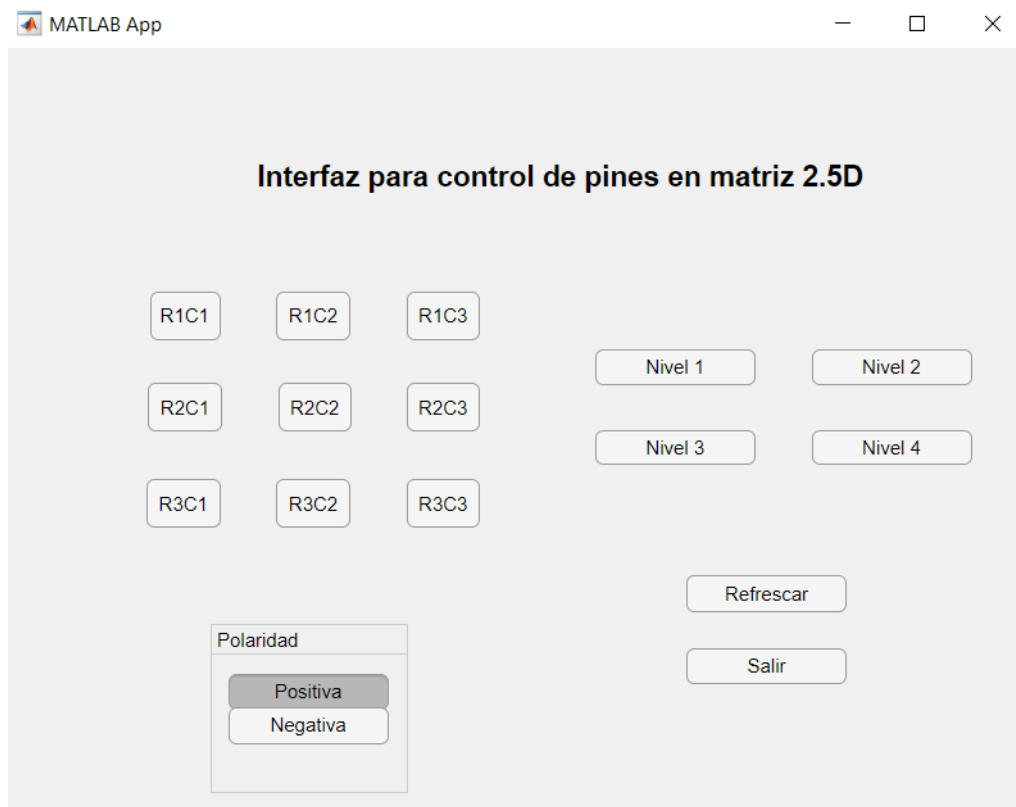 MATLAB App
Interfaz para control de pines en matriz 2.5D
R1C1 R1C2 R1C3
R2C1 R2C2 R2C3
R3C1 R3C2 R3C3
Nivel 1 Nivel 2
Nivel 3 Nivel 4
Refrescar
Salir
Polaridad
Positiva
Negativa